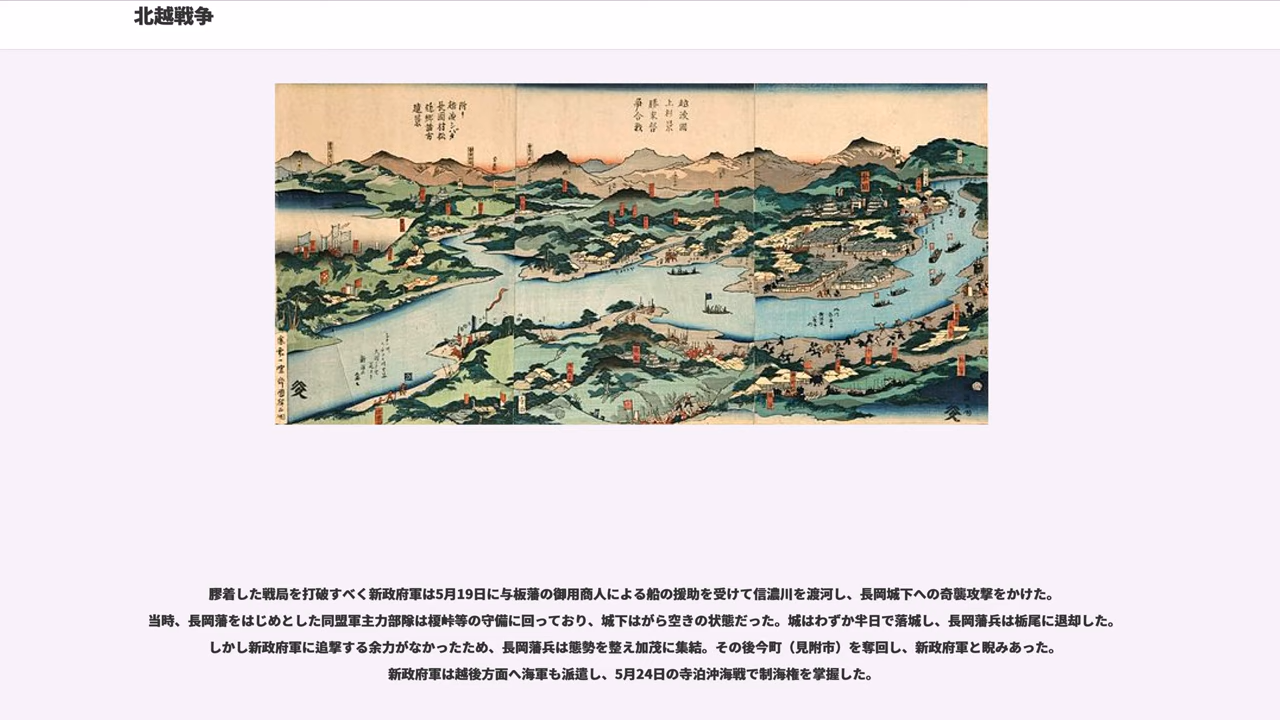 北越戦争
膠着した戦局を打破すべく新政府軍は5月19日に与板藩の御用商人による船の援助を受けて信濃川を渡河し、長岡城下への奇襲攻撃をかけた。
当時、長岡藩をはじめとした同盟軍主力部隊は榎峠等の守備に回っており、城下はがら空きの状態だった。城はわずか半日で落城し、長岡藩兵は栃尾に退却した。
しかし新政府軍に追撃する余力がなかったため、長岡藩兵は態勢を整え加茂に集結。その後今町（見附市）を奪回し、新政府軍と睨みあった。
新政府軍は越後方面へ海軍も派遣し、5月24日の寺泊沖海戦で制海権を掌握した。